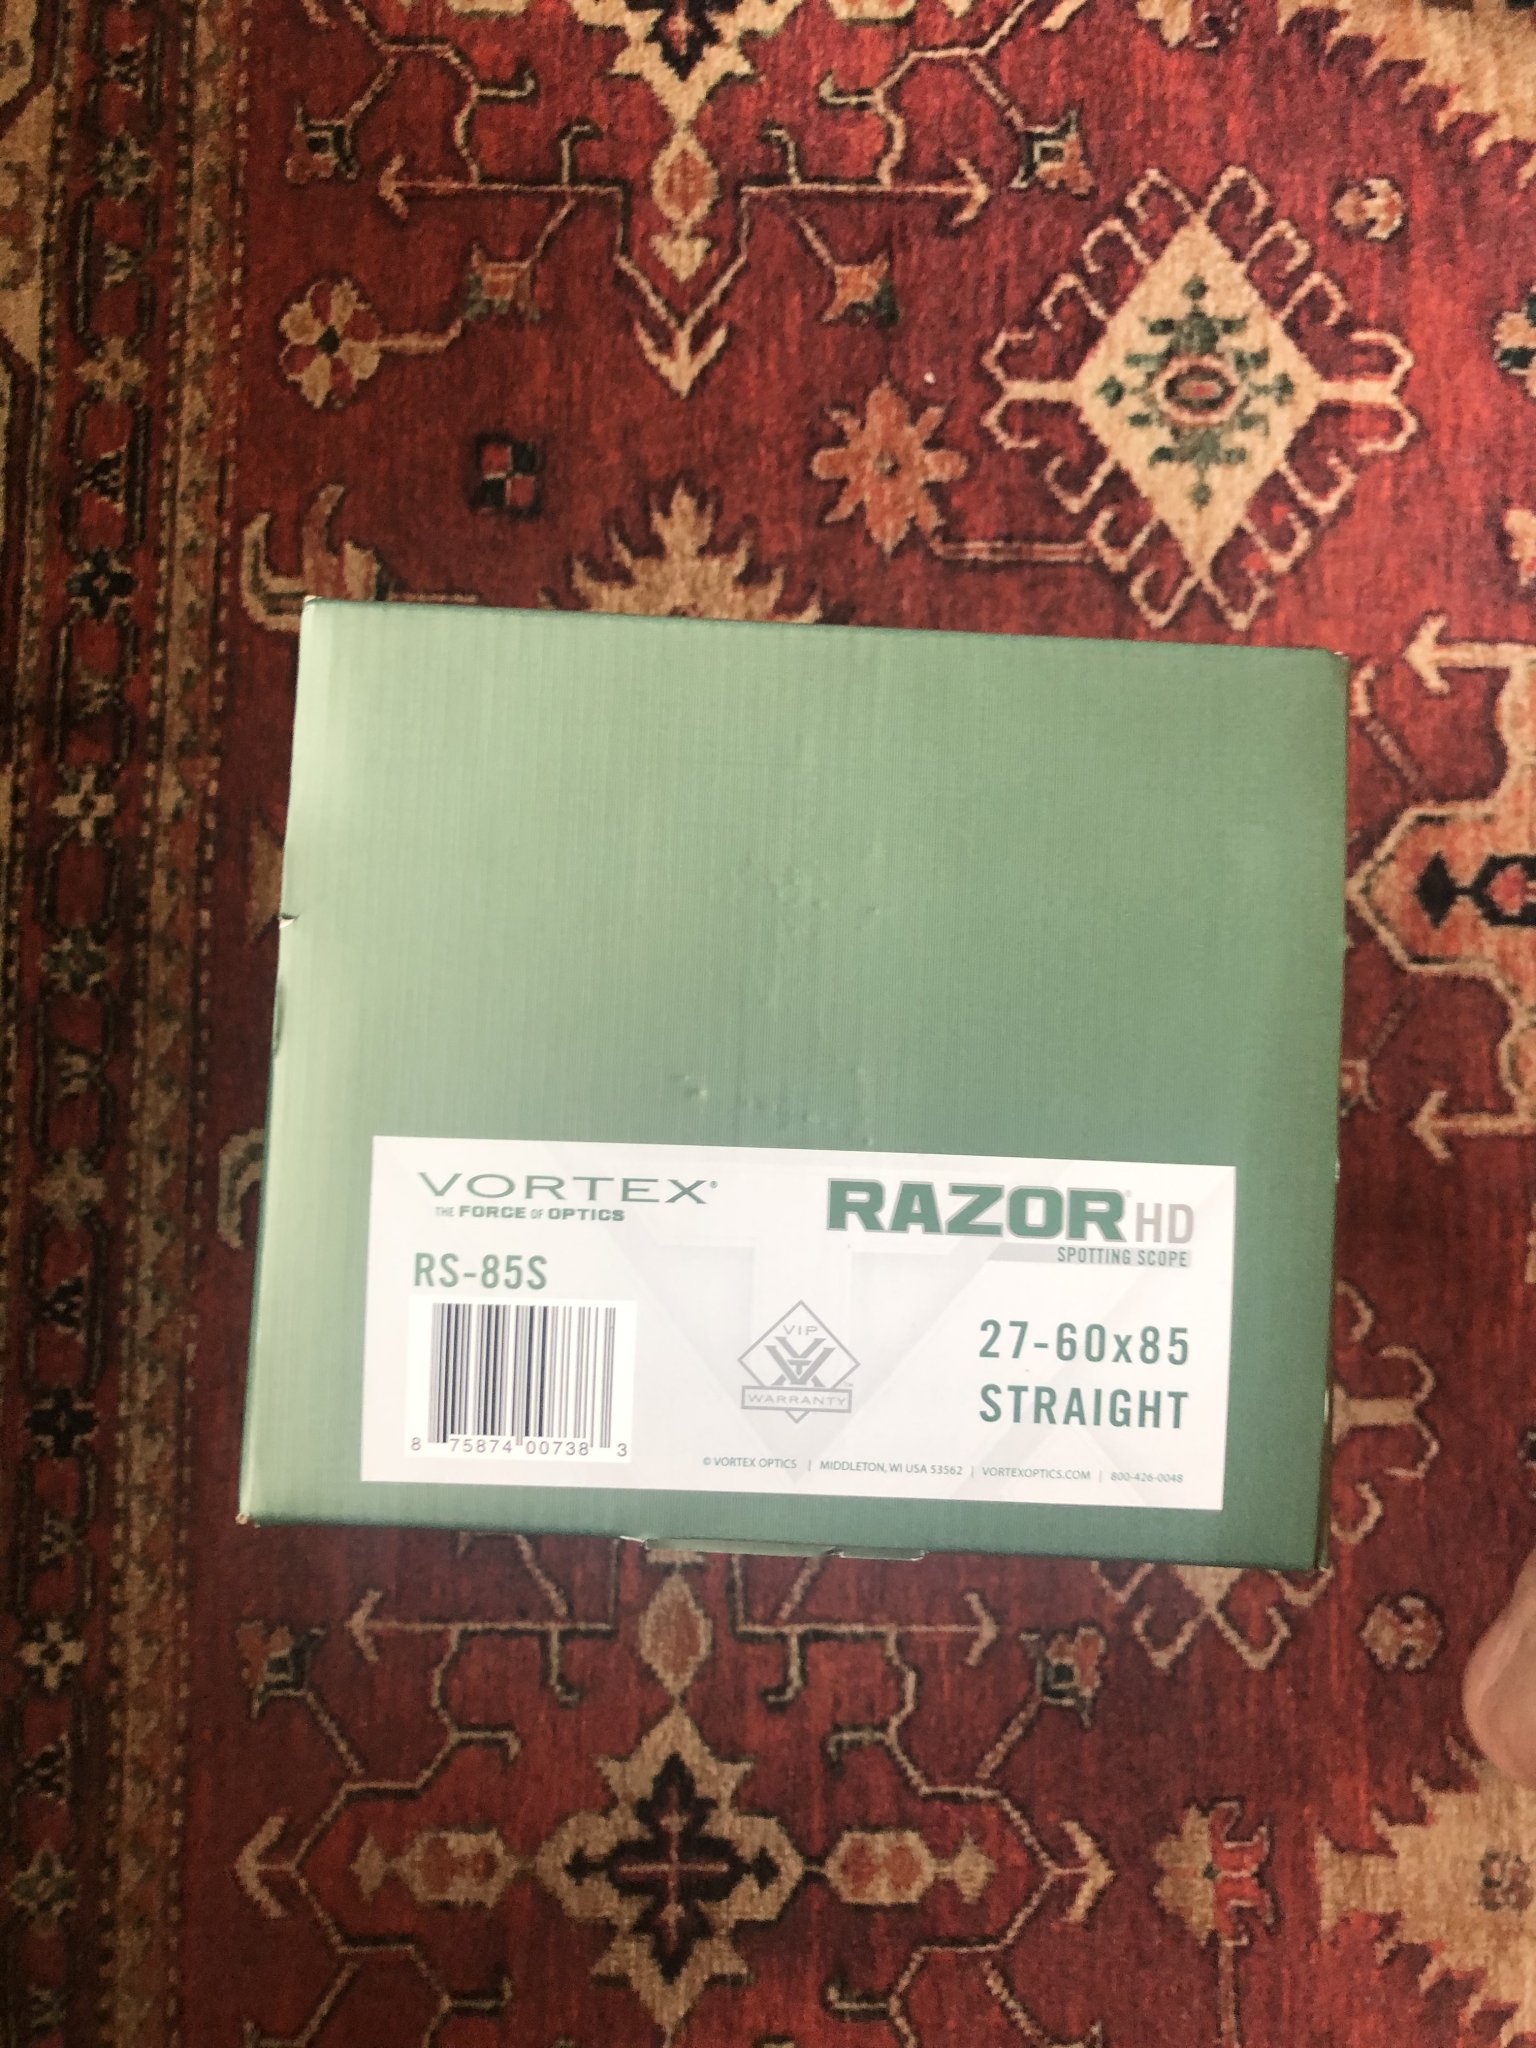 VORTEX®
THE FORCE OF OPTICS
RAZOR® HD
SPOTTING SCOPE
RS-85S
8 75874 00738 3
VIP
WARRANTY™
27-60x85
STRAIGHT
© VORTEX OPTICS | MIDDLETON, WI USA 53562 | VORTEXOPTICS.COM | 800-426-0048